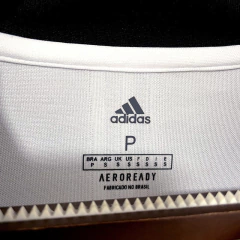 adidas
P
BRA ARG UK US F D I E
P S S S S S S S
AEROREADY
FABRICADO NO BRASIL